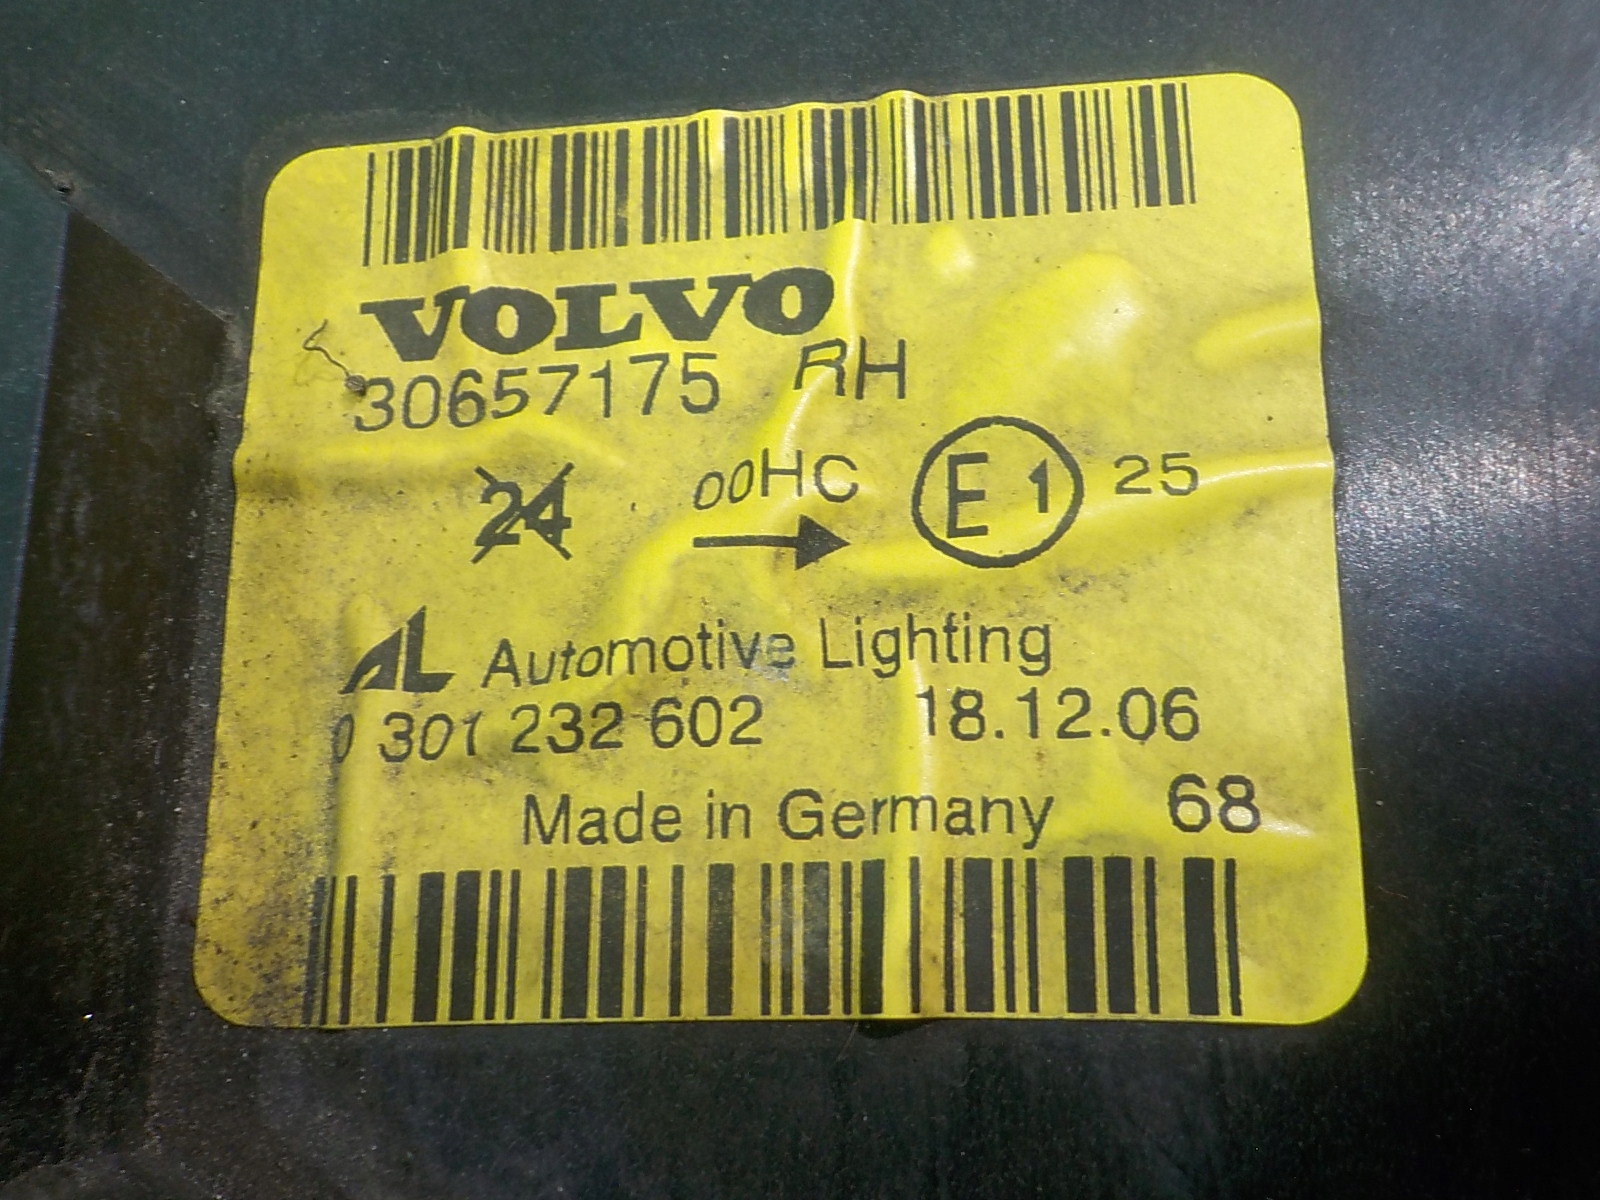 VOLVO
30657175 RH
24 00HC E1 25
AL Automotive Lighting
0 301 232 602 18.12.06
Made in Germany 68